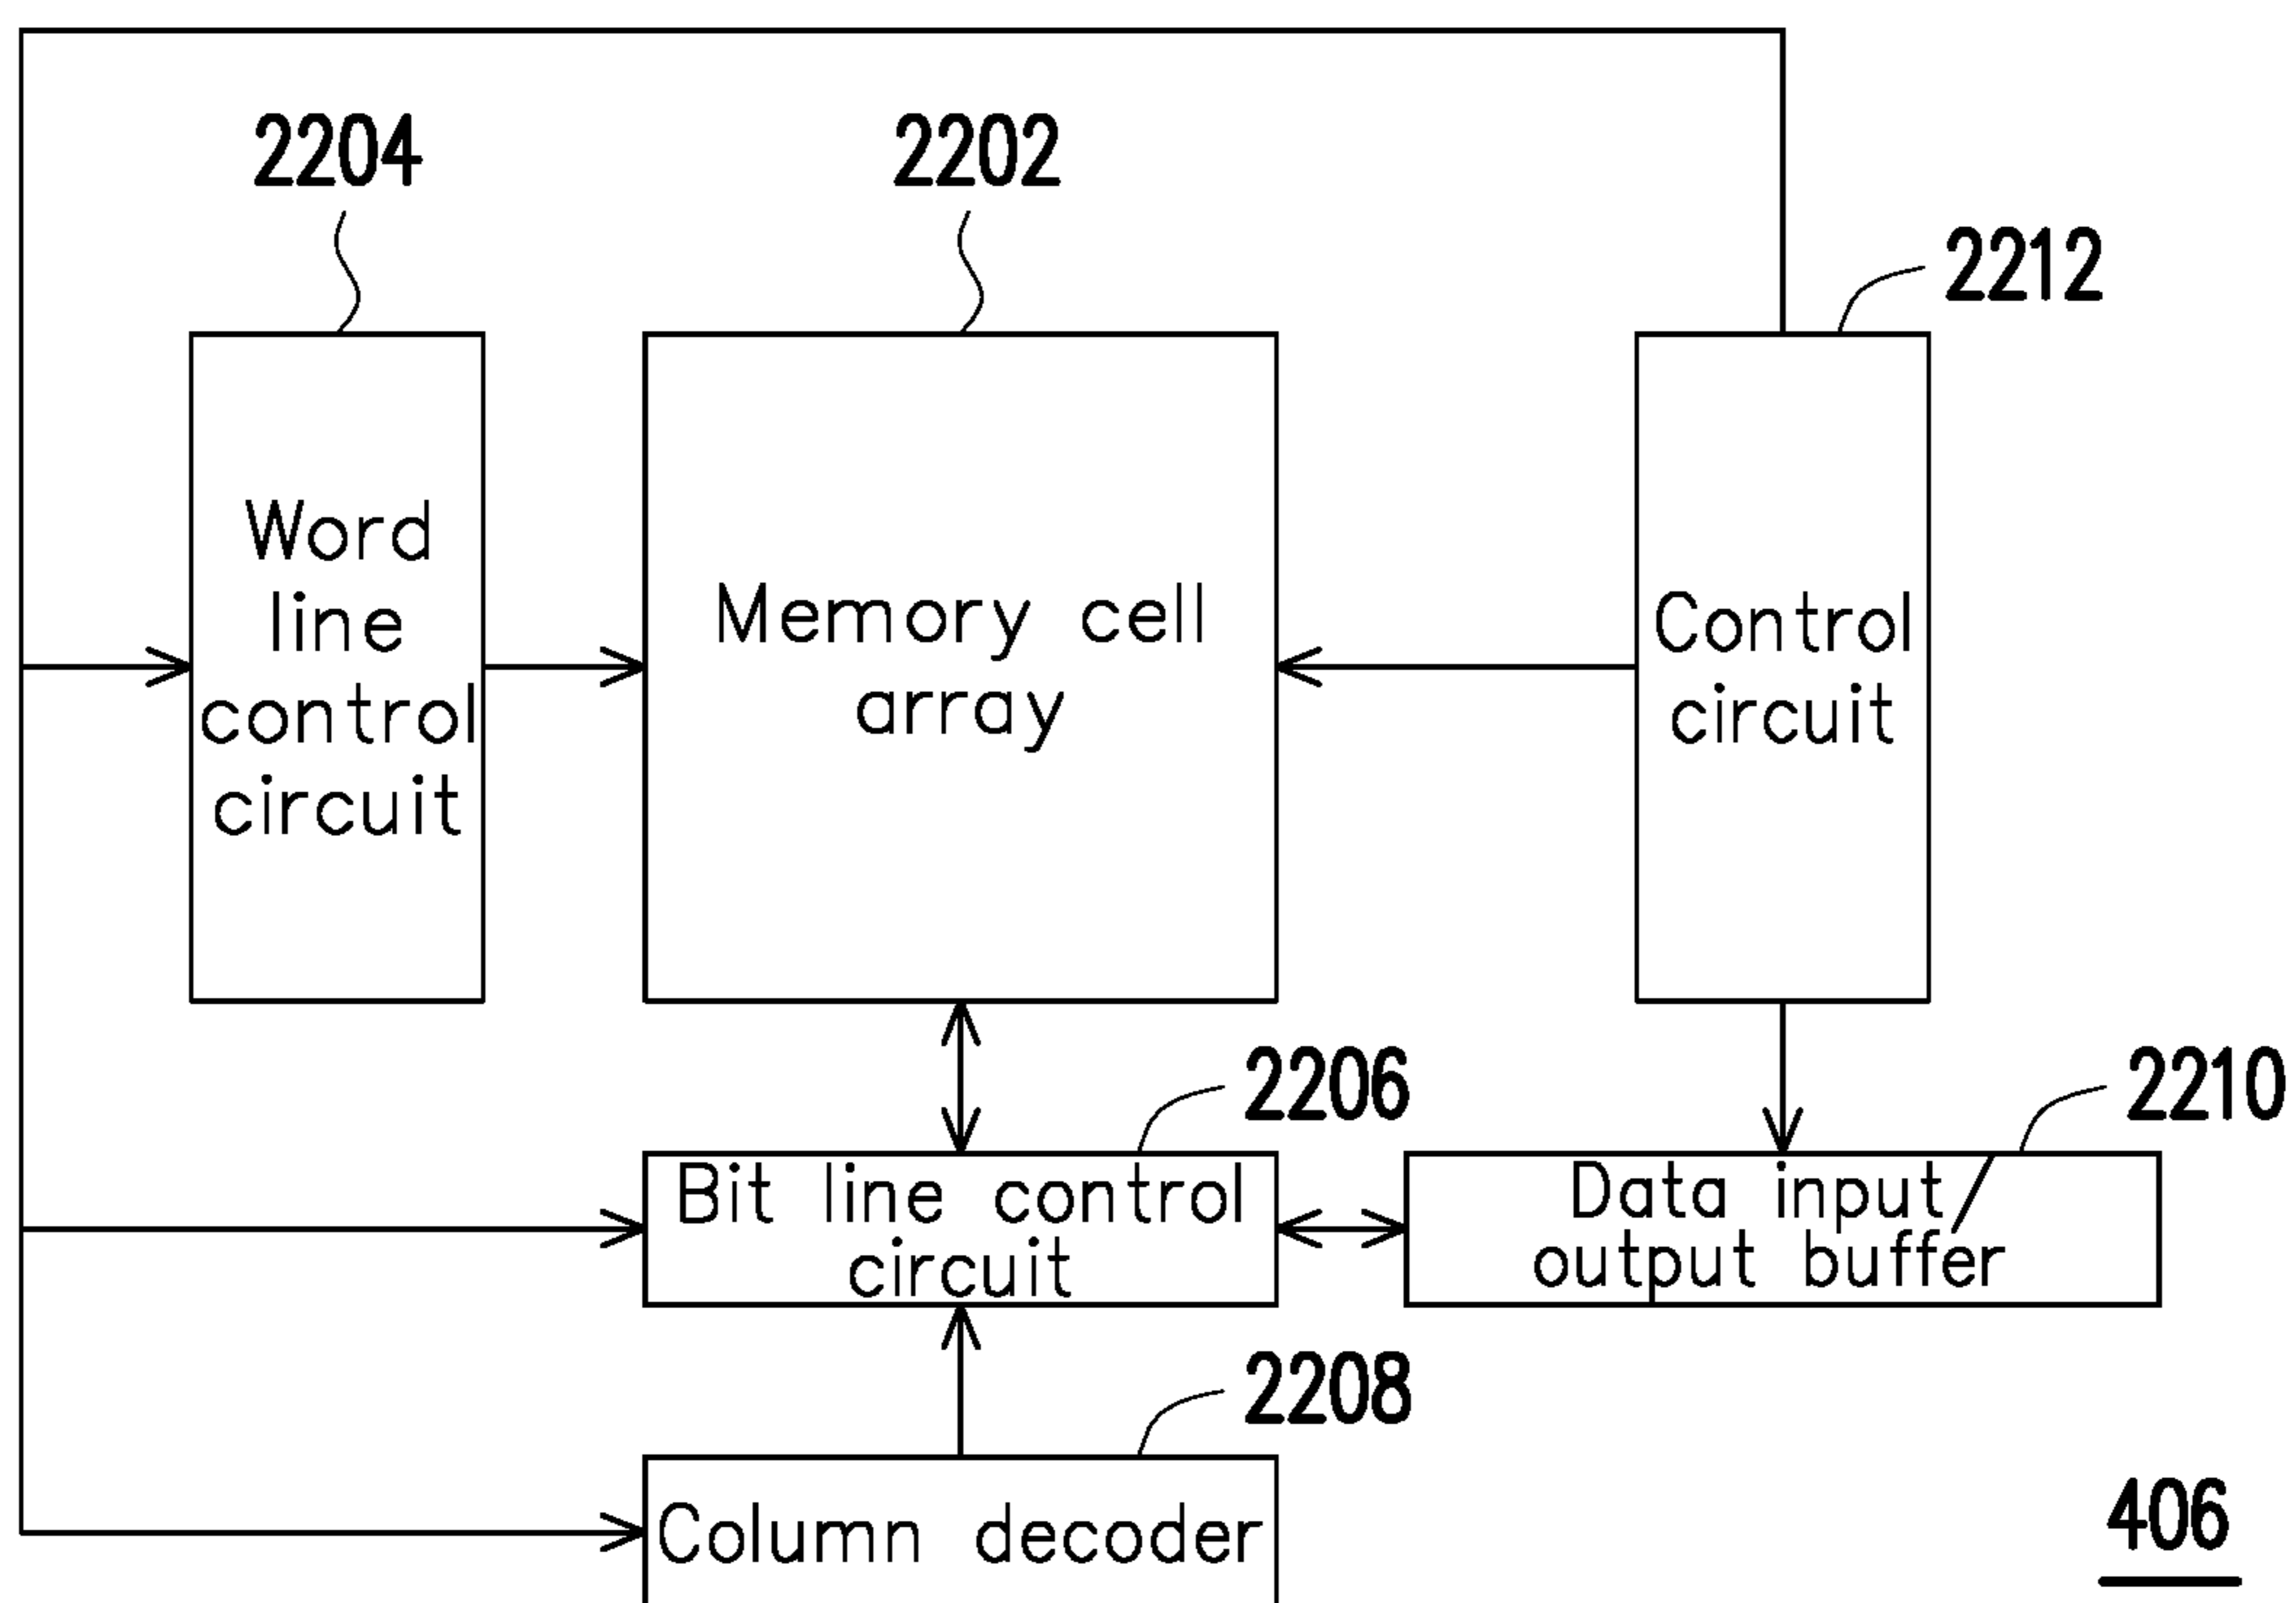 2204
2202
2212
Word
line
control
circuit
Memory cell
array
Control
circuit
2206
2210
Bit line control
circuit
Data input/
output buffer
2208
Column decoder
406